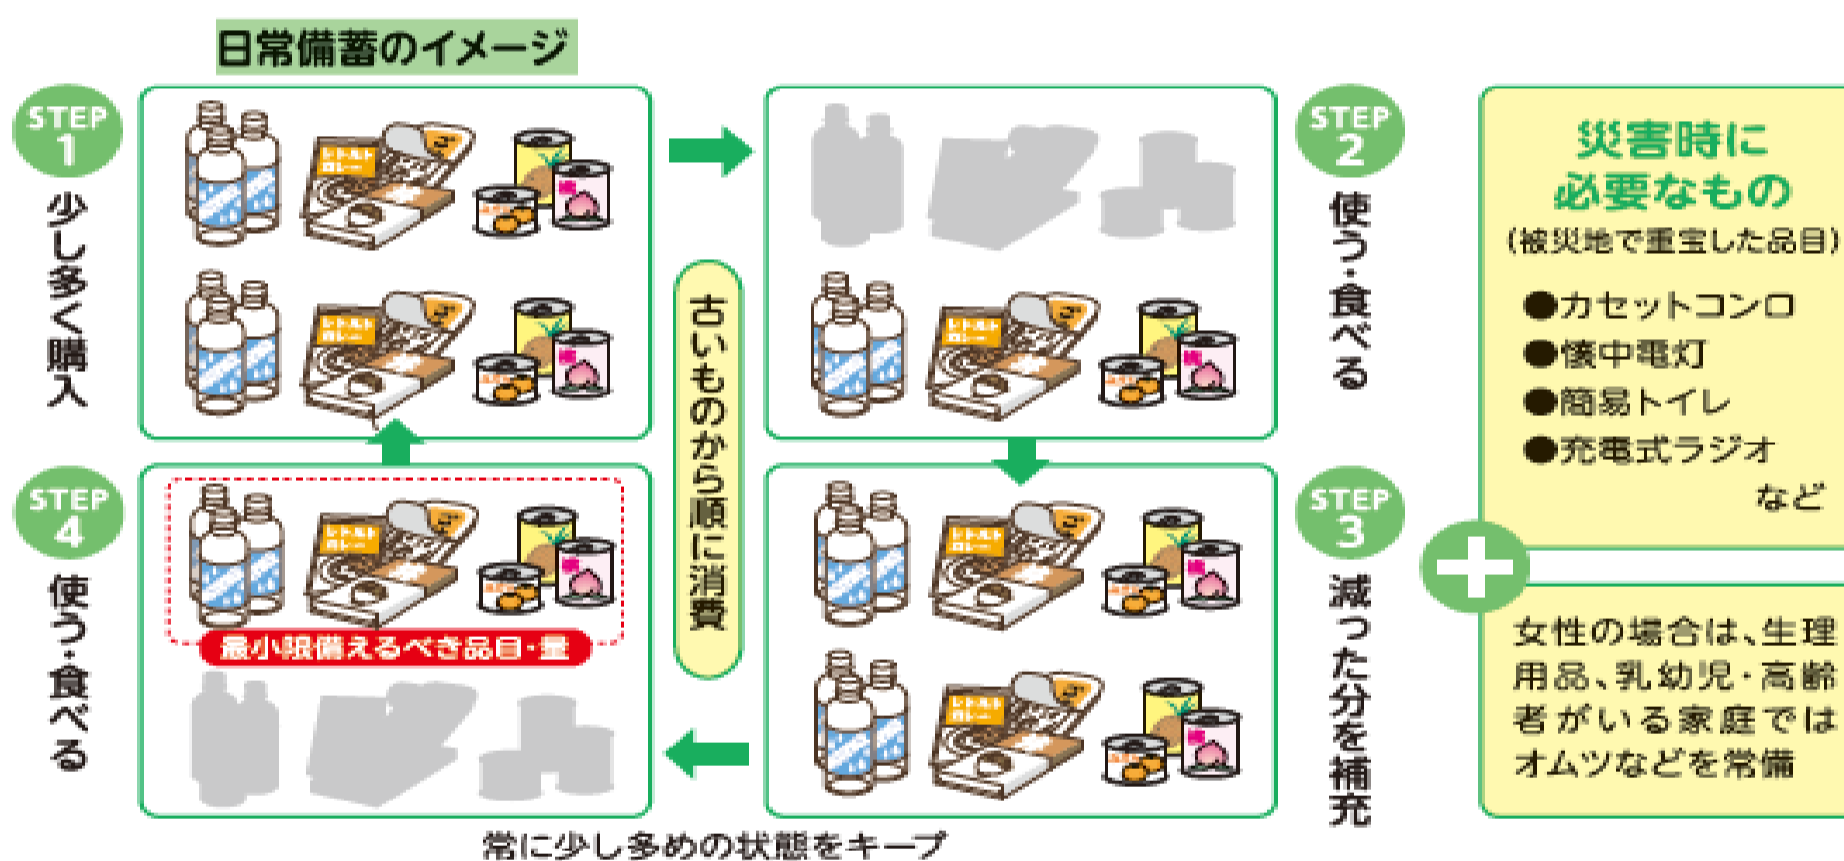 日常備蓄のイメージ
STEP
1
少し多く購入
STEP
2
使う・食べる
古いものから順に消費
STEP
3
減った分を補充
STEP
4
使う・食べる
最小限備えるべき品目・量
常に少し多めの状態をキープ
災害時に
必要なもの
(被災地で重宝した品目)
●カセットコンロ
●懐中電灯
●簡易トイレ
●充電式ラジオ
など
女性の場合は、生理
用品、乳幼児・高齢
者がいる家庭では
オムツなどを常備